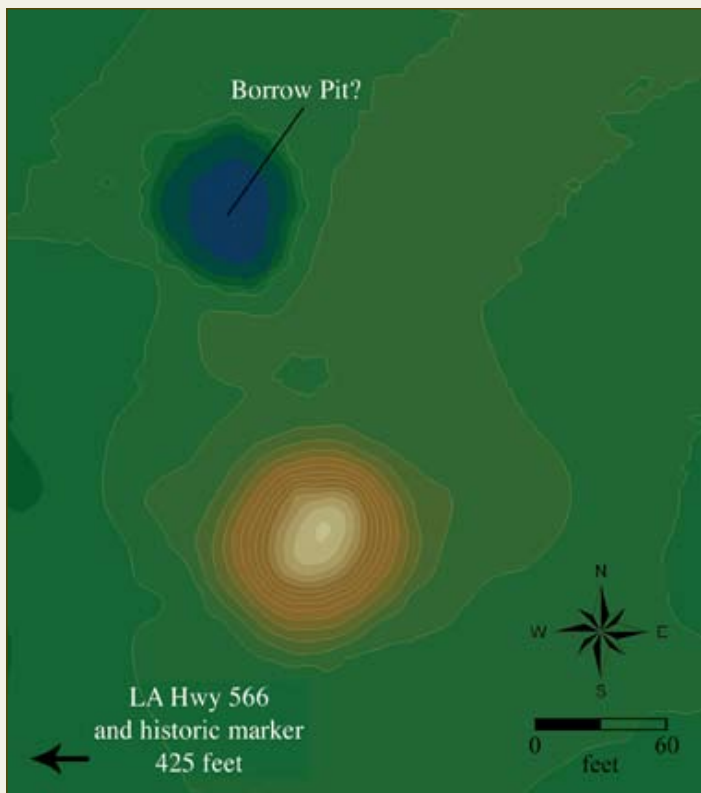 Borrow Pit?
N
W E
S
LA Hwy 566
and historic marker
425 feet
0 60
feet